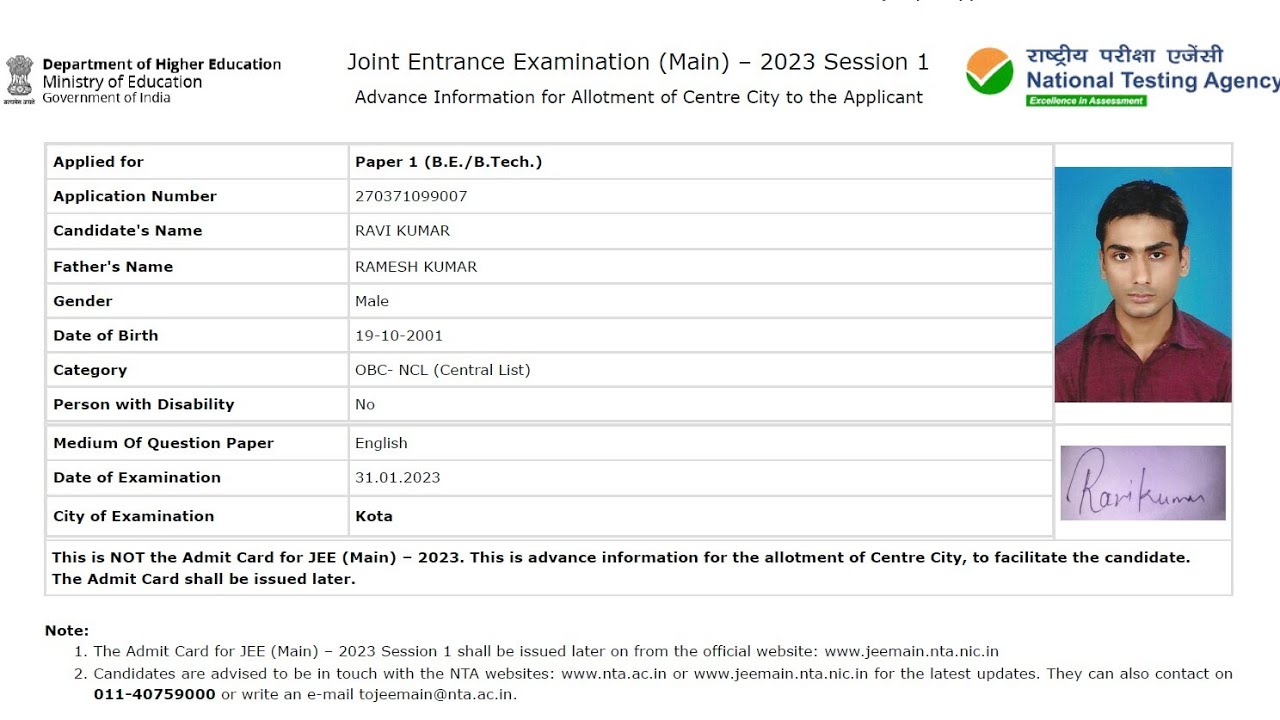 Department of Higher Education
Ministry of Education
Government of India
सत्यमेव जयते
Joint Entrance Examination (Main) – 2023 Session 1
Advance Information for Allotment of Centre City to the Applicant
राष्ट्रीय परीक्षा एजेंसी
National Testing Agency
Excellence in Assessment
Applied for Paper 1 (B.E./B.Tech.)
Application Number 270371099007
Candidate's Name RAVI KUMAR
Father's Name RAMESH KUMAR
Gender Male
Date of Birth 19-10-2001
Category OBC- NCL (Central List)
Person with Disability No
Medium Of Question Paper English
Date of Examination 31.01.2023
City of Examination Kota
Ravi kumar
This is NOT the Admit Card for JEE (Main) – 2023. This is advance information for the allotment of Centre City, to facilitate the candidate.
The Admit Card shall be issued later.
Note:
1. The Admit Card for JEE (Main) – 2023 Session 1 shall be issued later on from the official website: www.jeemain.nta.nic.in
2. Candidates are advised to be in touch with the NTA websites: www.nta.ac.in or www.jeemain.nta.nic.in for the latest updates. They can also contact on
011-40759000 or write an e-mail tojeemain@nta.ac.in.